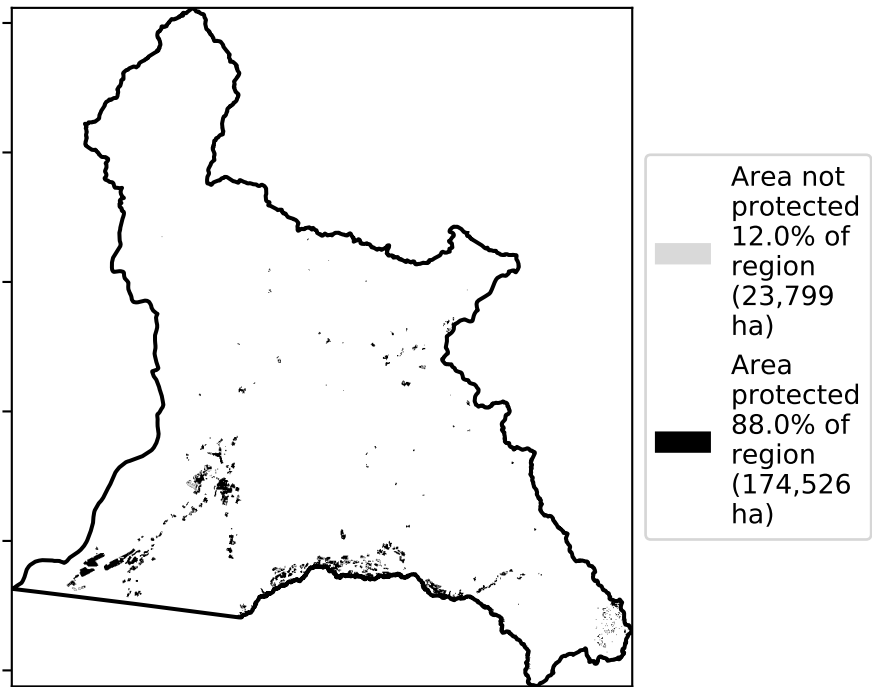 Area not
protected
12.0% of
region
(23,799
ha)
Area
protected
88.0% of
region
(174,526
ha)